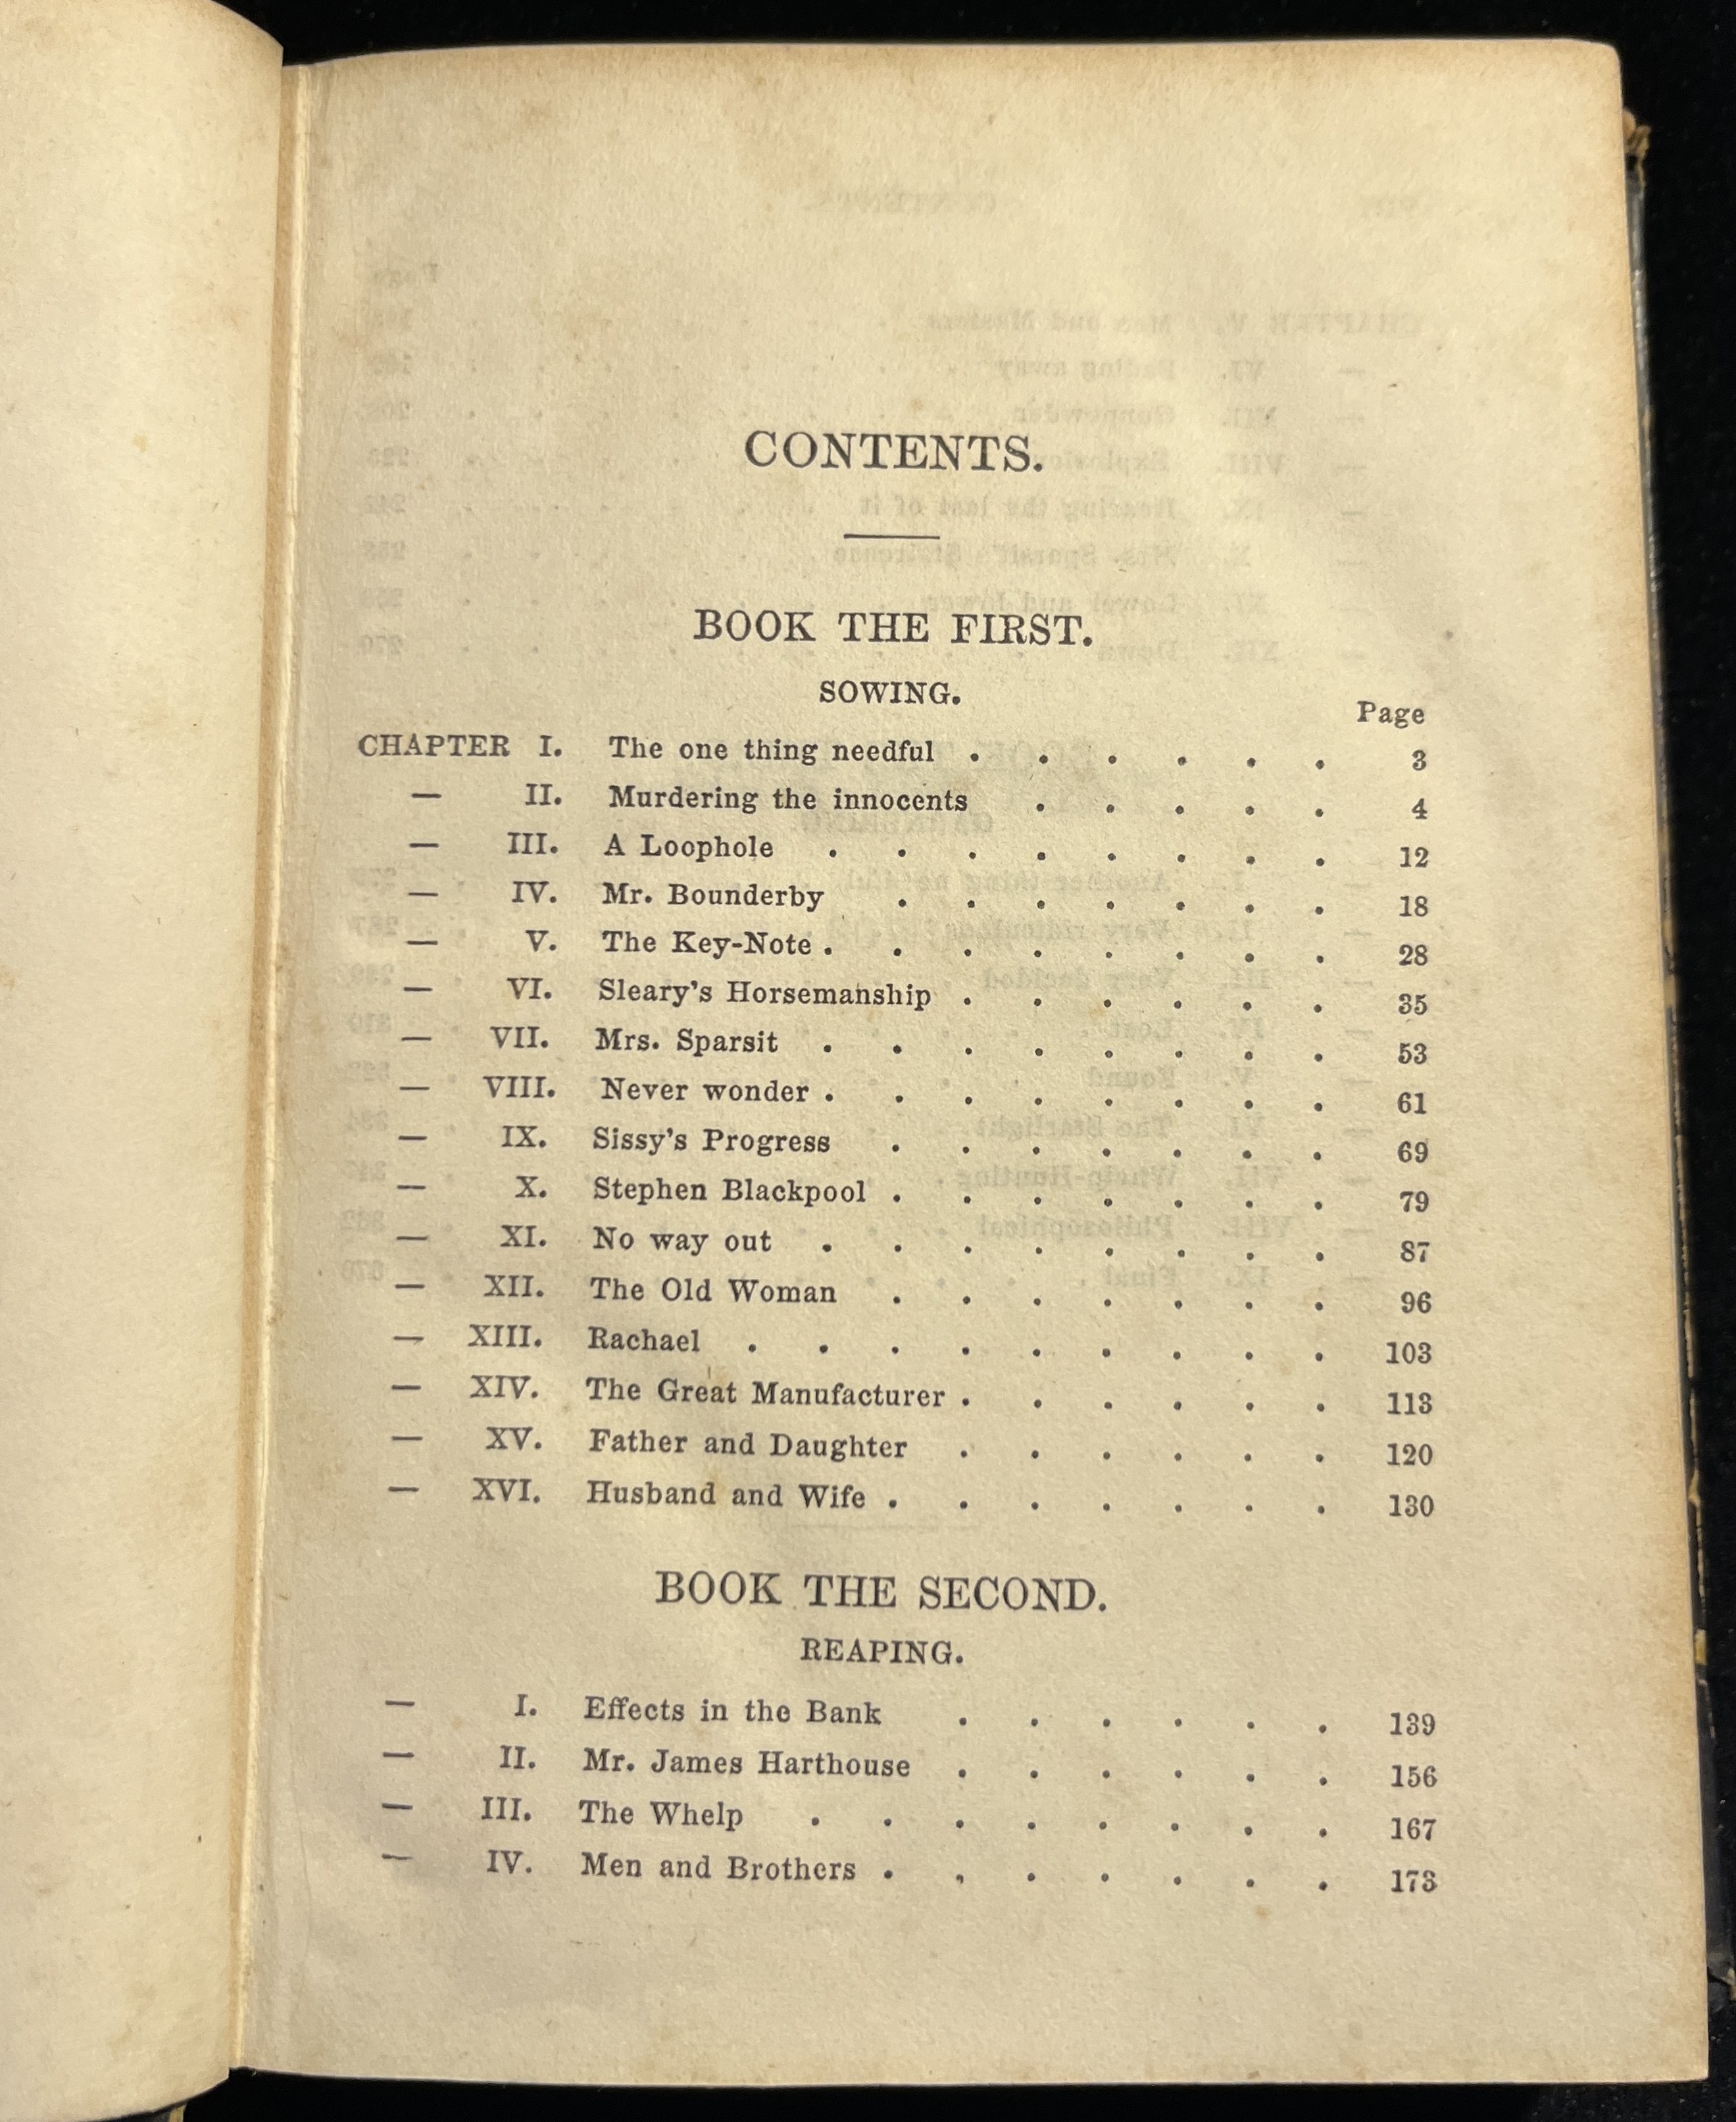 CONTENTS.
BOOK THE FIRST.
SOWING.
Page
CHAPTER I. The one thing needful . . . . . . 3
— II. Murdering the innocents . . . . . 4
— III. A Loophole . . . . . . . . 12
— IV. Mr. Bounderby . . . . . . . 18
— V. The Key-Note . . . . . . . . 28
— VI. Sleary's Horsemanship . . . . . . 35
— VII. Mrs. Sparsit . . . . . . . . 53
— VIII. Never wonder . . . . . . . . 61
— IX. Sissy's Progress . . . . . . . 69
— X. Stephen Blackpool . . . . . . . 79
— XI. No way out . . . . . . . . 87
— XII. The Old Woman . . . . . . . 96
— XIII. Rachael . . . . . . . . . 103
— XIV. The Great Manufacturer . . . . . . 113
— XV. Father and Daughter . . . . . . 120
— XVI. Husband and Wife . . . . . . . 130
BOOK THE SECOND.
REAPING.
— I. Effects in the Bank . . . . . . 139
— II. Mr. James Harthouse . . . . . . 156
— III. The Whelp . . . . . . . . 167
— IV. Men and Brothers . . . . . . . 173